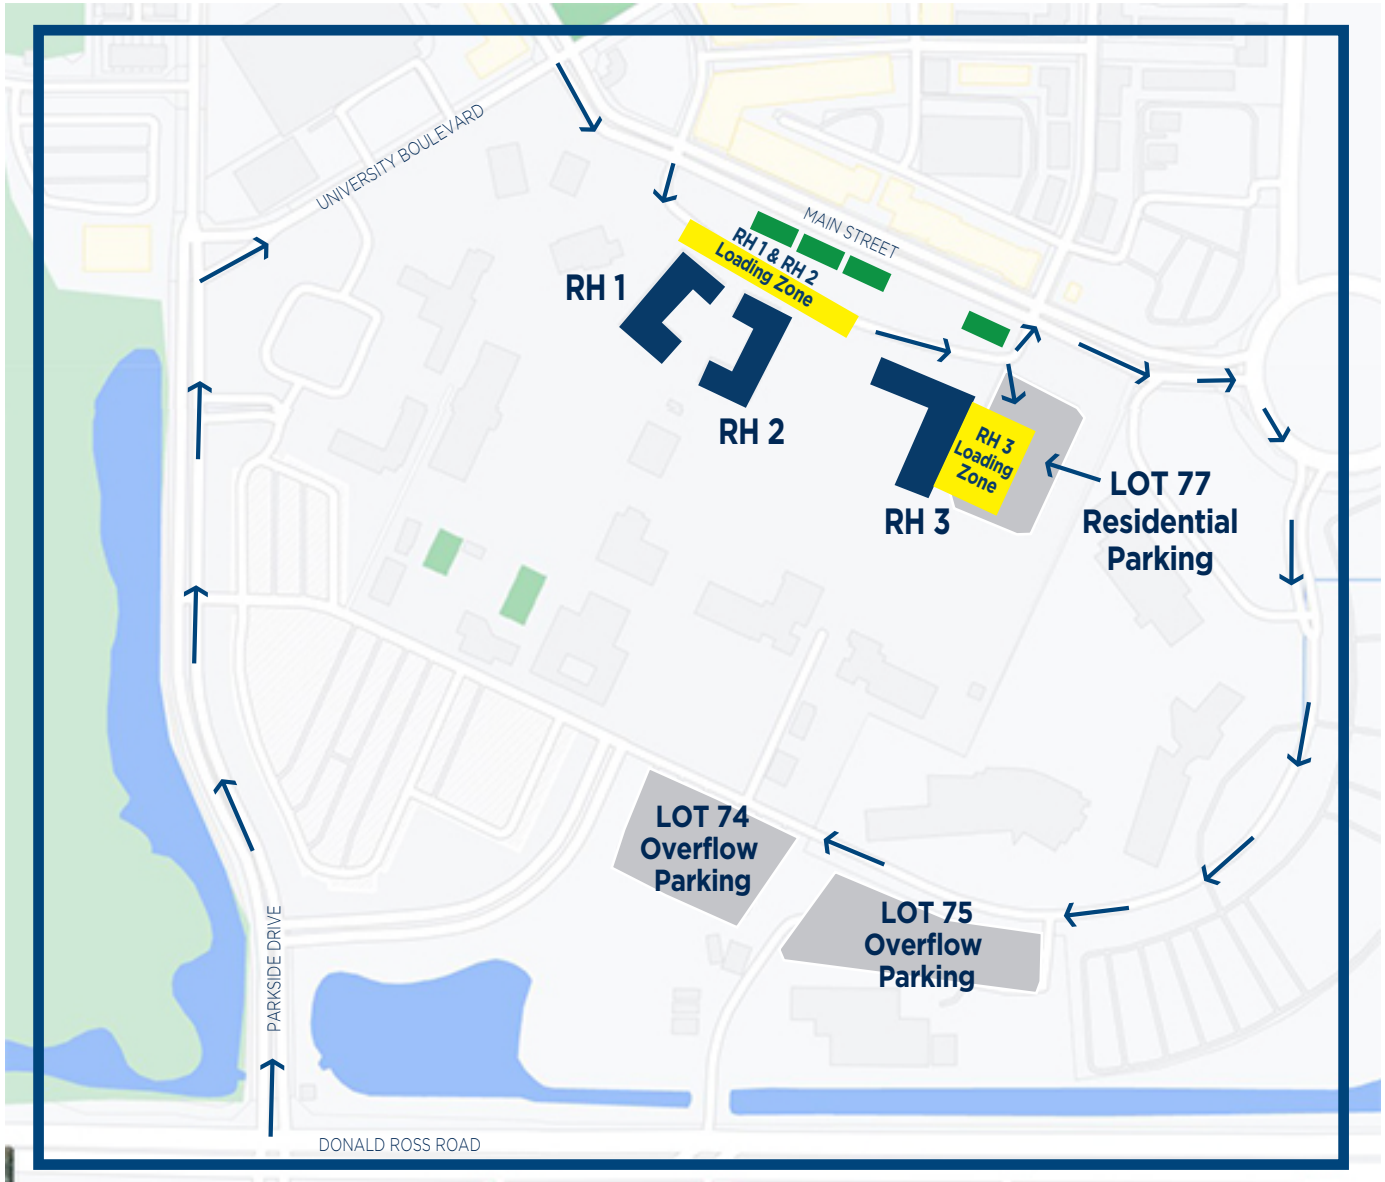 UNIVERSITY BOULEVARD
MAIN STREET
RH 1 & RH 2
Loading Zone
RH 1
RH 2
RH 3
Loading
Zone
RH 3
LOT 77
Residential
Parking
LOT 74
Overflow
Parking
LOT 75
Overflow
Parking
PARKSIDE DRIVE
DONALD ROSS ROAD